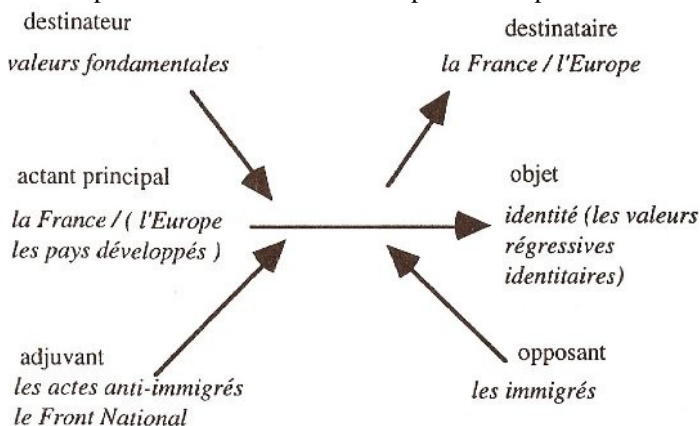 destinateur
valeurs fondamentales
destinataire
la France / l'Europe
actant principal
la France / ( l'Europe
les pays développés )
objet
identité (les valeurs
régressives
identitaires)
adjuvant
les actes anti-immigrés
le Front National
opposant
les immigrés